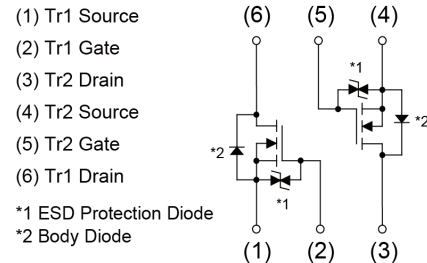 (1) Tr1 Source
(2) Tr1 Gate
(3) Tr2 Drain
(4) Tr2 Source
(5) Tr2 Gate
(6) Tr1 Drain
*1 ESD Protection Diode
*2 Body Diode
(6) (5) (4)
*1
*2
*2
*1
(1) (2) (3)